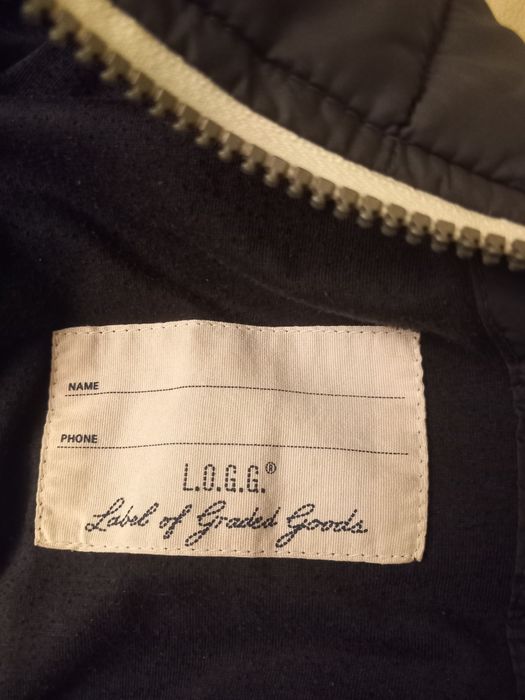 NAME
PHONE
L.O.G.G.®
Label of Graded Goods